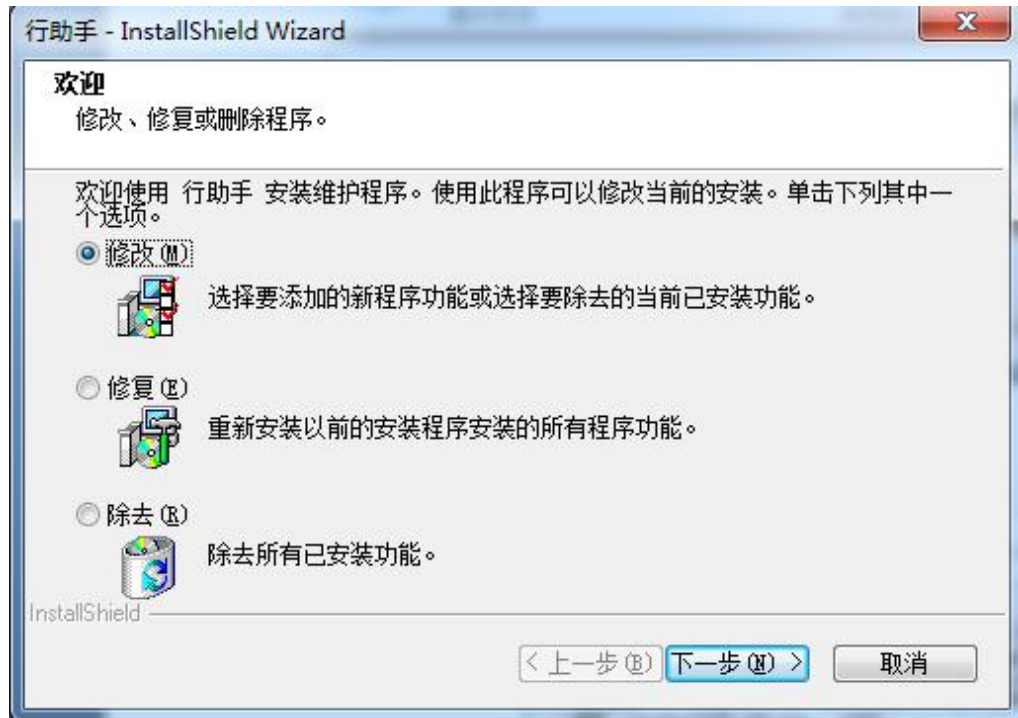 行助手 - InstallShield Wizard
欢迎
修改、修复或删除程序。
欢迎使用 行助手 安装维护程序。使用此程序可以修改当前的安装。单击下列其中一
个选项。
修改(M)
选择要添加的新程序功能或选择要除去的当前已安装功能。
修复(E)
重新安装以前的安装程序安装的所有程序功能。
除去(R)
除去所有已安装功能。
InstallShield
< 上一步(B) 下一步(N) > 取消